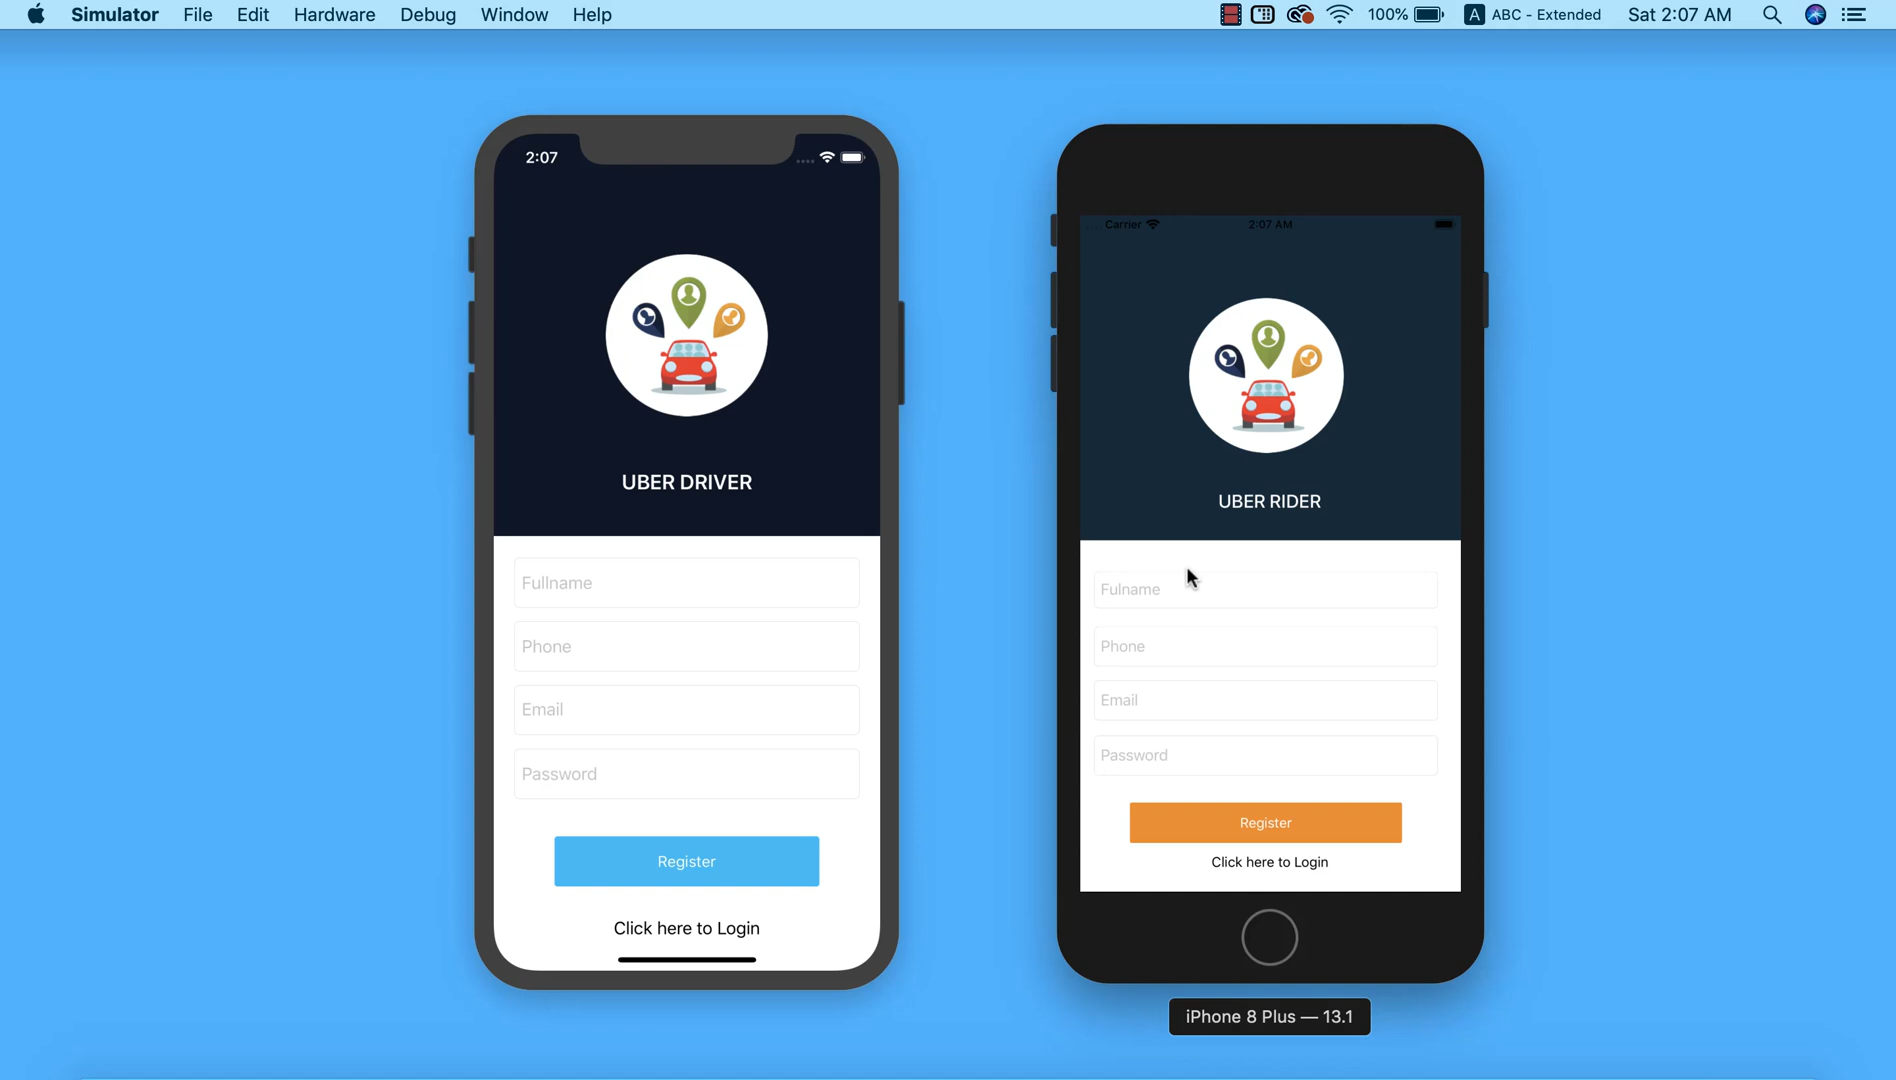 Simulator File Edit Hardware Debug Window Help 100% A ABC - Extended Sat 2:07 AM
2:07
UBER DRIVER
Fullname
Phone
Email
Password
Register
Click here to Login
Carrier 2:07 AM
UBER RIDER
Fulname
Phone
Email
Password
Register
Click here to Login
iPhone 8 Plus — 13.1